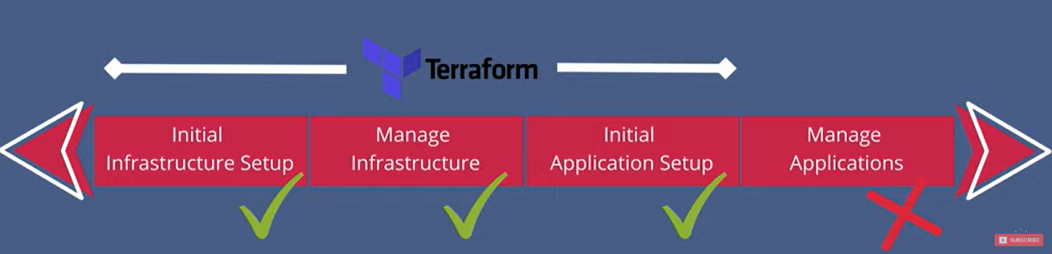 Terraform
Initial
Infrastructure Setup
Manage
Infrastructure
Initial
Application Setup
Manage
Applications
SUBSCRIBE